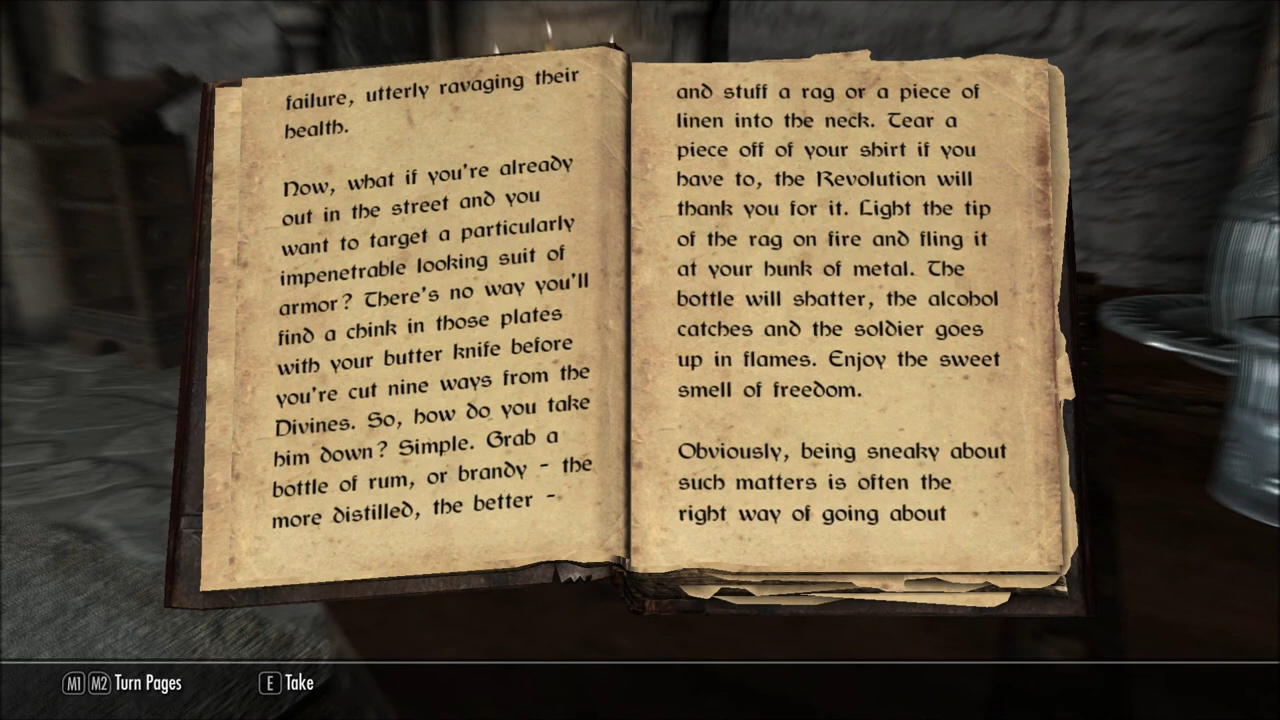 failure, utterly ravaging their
health.
Now, what if you're already
out in the street and you
want to target a particularly
impenetrable looking suit of
armor? There's no way you'll
find a chink in those plates
with your butter knife before
you're cut nine ways from the
Divines. So, how do you take
him down? Simple. Grab a
bottle of rum, or brandy - the
more distilled, the better -
and stuff a rag or a piece of
linen into the neck. Tear a
piece off of your shirt if you
have to, the Revolution will
thank you for it. Light the tip
of the rag on fire and fling it
at your hunk of metal. The
bottle will shatter, the alcohol
catches and the soldier goes
up in flames. Enjoy the sweet
smell of freedom.
Obviously, being sneaky about
such matters is often the
right way of going about
M1 M2 Turn Pages
E Take